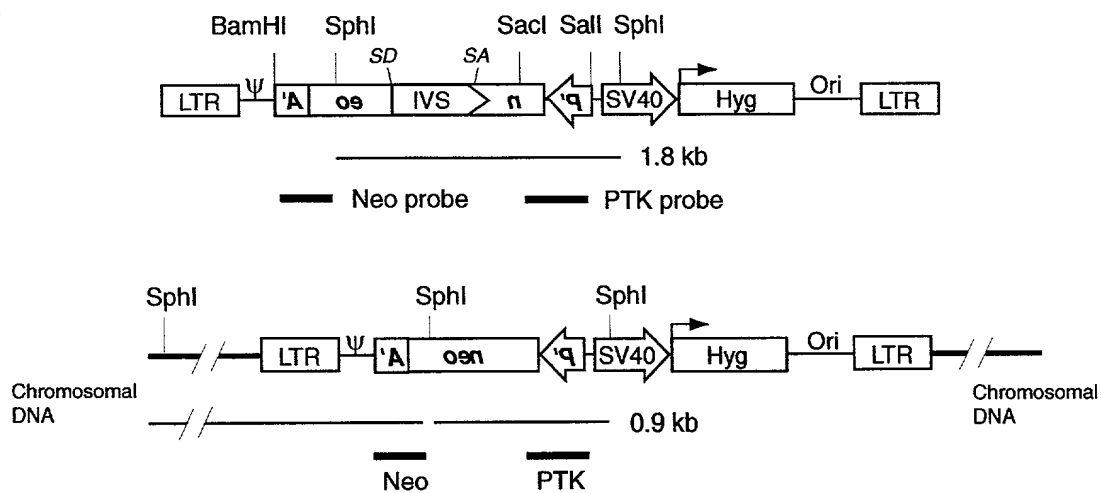 BamHI SphI SD SA SacI SalI SphI
LTR Ψ A' eo IVS n P' SV40 Hyg Ori LTR
1.8 kb
Neo probe PTK probe
SphI SphI SphI
LTR Ψ A' neo P' SV40 Hyg Ori LTR
Chromosomal DNA Chromosomal DNA
0.9 kb
Neo PTK